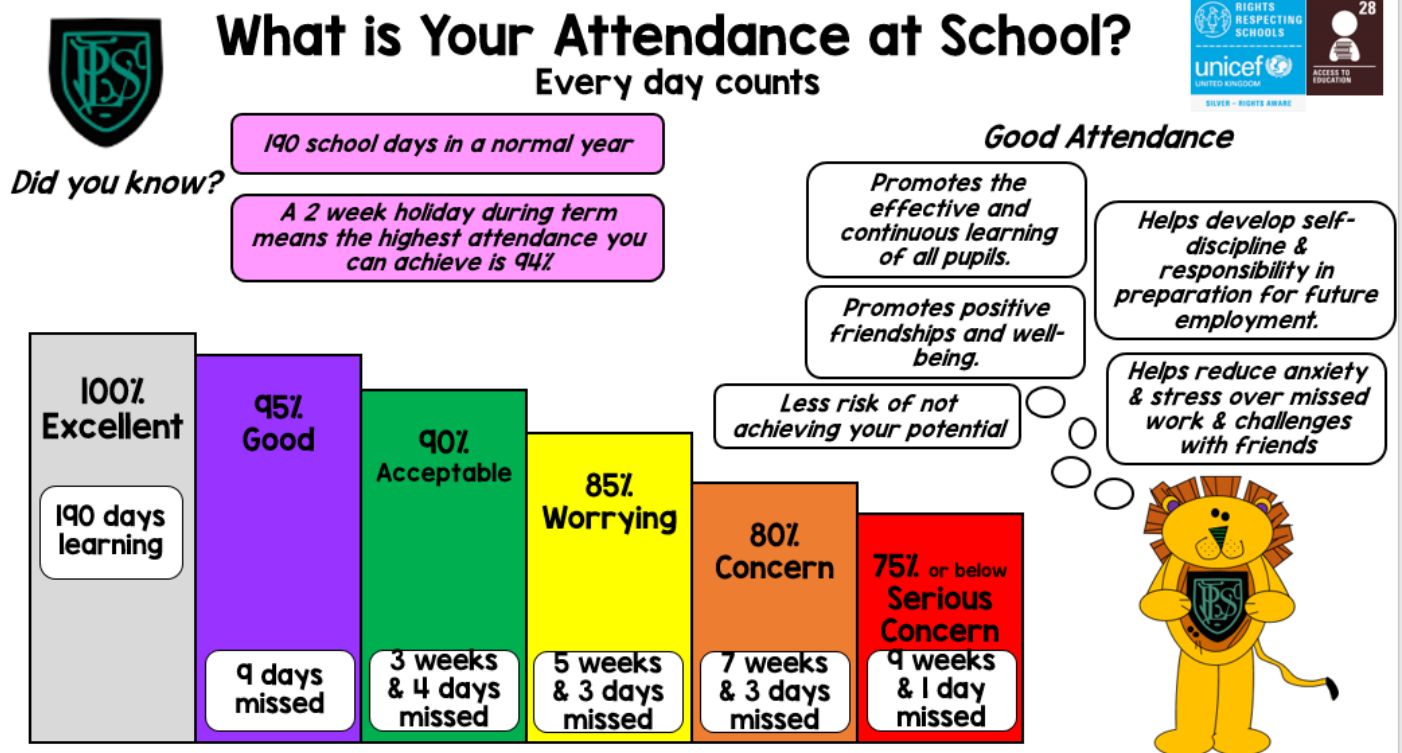 What is Your Attendance at School?
Every day counts
RIGHTS
RESPECTING
SCHOOLS
unicef
UNITED KINGDOM
SILVER - RIGHTS AWARE
28
ACCESS TO
EDUCATION
Did you know?
190 school days in a normal year
A 2 week holiday during term
means the highest attendance you
can achieve is 94%
Good Attendance
Promotes the
effective and
continuous learning
of all pupils.
Helps develop self-
discipline &
responsibility in
preparation for future
employment.
Promotes positive
friendships and well-
being.
Helps reduce anxiety
& stress over missed
work & challenges
with friends
Less risk of not
achieving your potential
100%
Excellent
190 days
learning
95%
Good
9 days
missed
90%
Acceptable
3 weeks
& 4 days
missed
85%
Worrying
5 weeks
& 3 days
missed
80%
Concern
7 weeks
& 3 days
missed
75% or below
Serious
Concern
9 weeks
& 1 day
missed